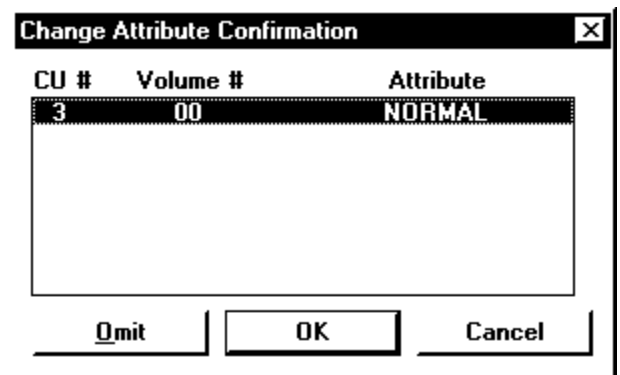 Change Attribute Confirmation
CU # Volume # Attribute
3 00 NORMAL
Omit OK Cancel